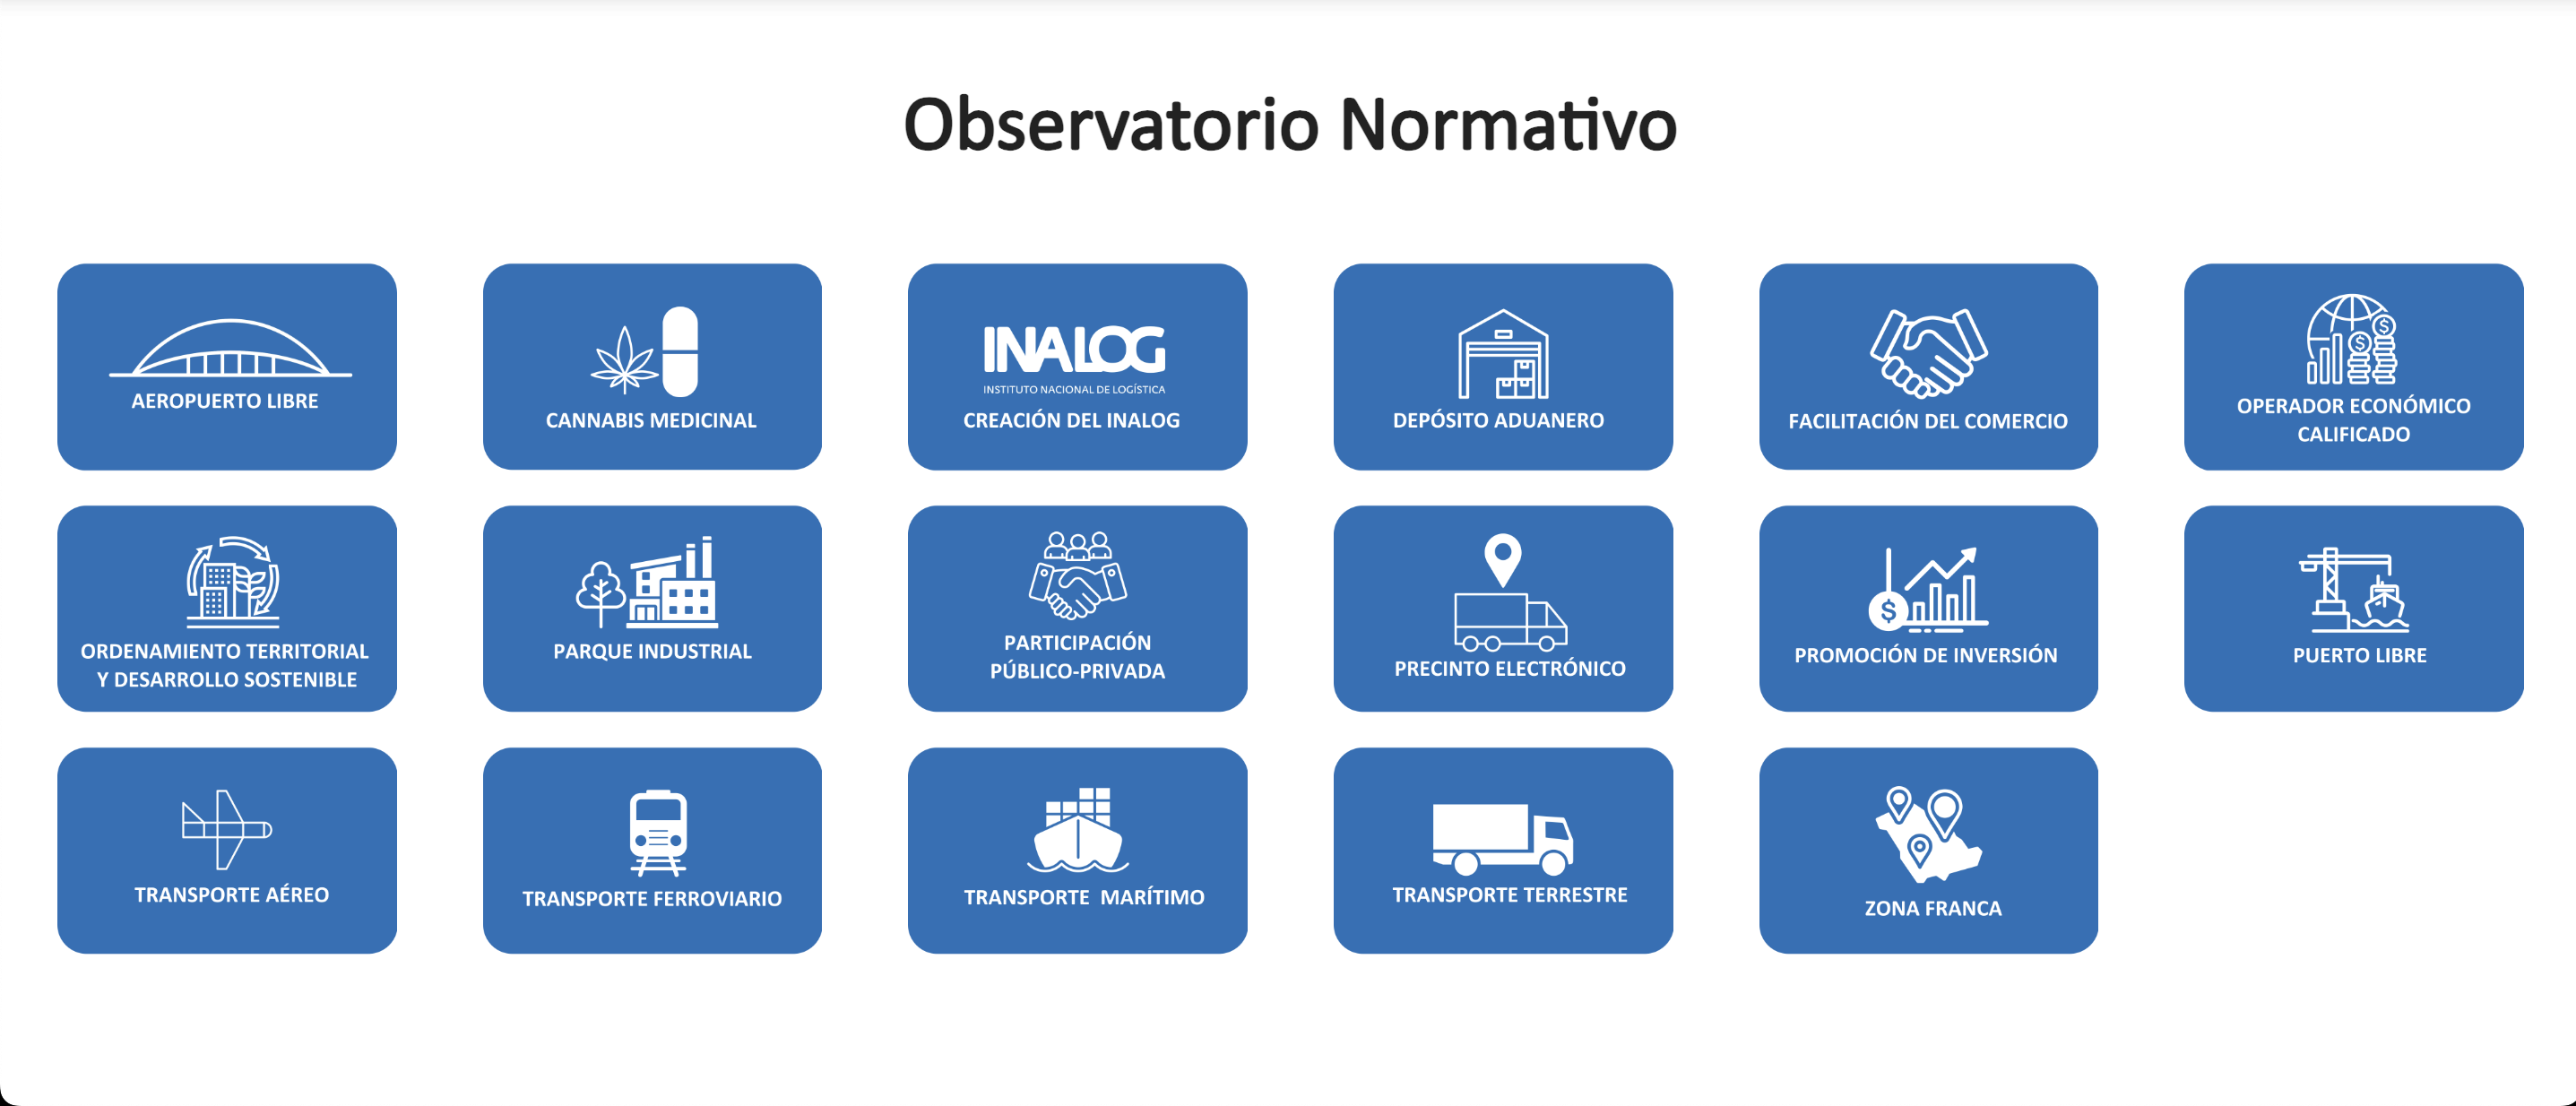 Observatorio Normativo
AEROPUERTO LIBRE
CANNABIS MEDICINAL
INALOG
INSTITUTO NACIONAL DE LOGÍSTICA
CREACIÓN DEL INALOG
DEPÓSITO ADUANERO
FACILITACIÓN DEL COMERCIO
$
$
OPERADOR ECONÓMICO
CALIFICADO
ORDENAMIENTO TERRITORIAL
Y DESARROLLO SOSTENIBLE
PARQUE INDUSTRIAL
PARTICIPACIÓN
PÚBLICO-PRIVADA
PRECINTO ELECTRÓNICO
$
PROMOCIÓN DE INVERSIÓN
PUERTO LIBRE
TRANSPORTE AÉREO
TRANSPORTE FERROVIARIO
TRANSPORTE  MARÍTIMO
TRANSPORTE TERRESTRE
ZONA FRANCA